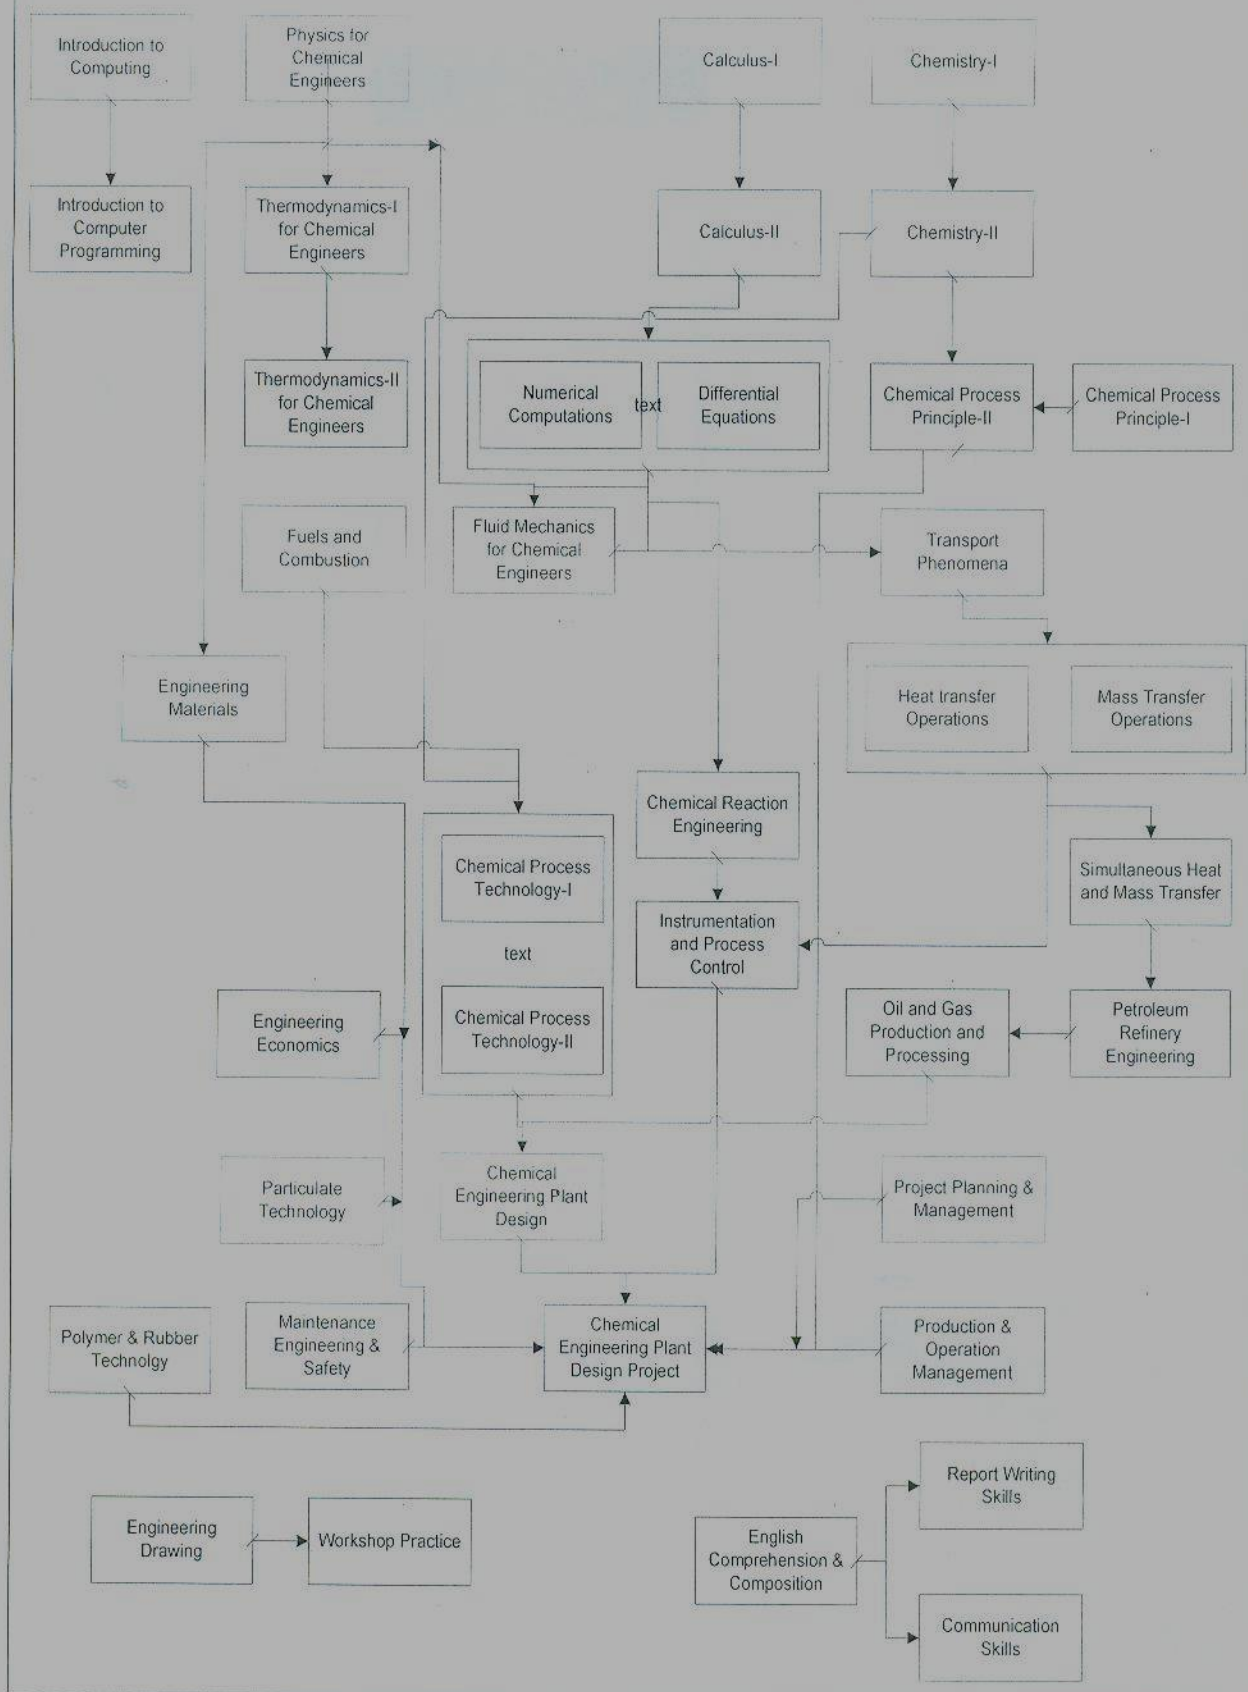 Introduction to
Computing
Physics for
Chemical
Engineers
Calculus-I
Chemistry-I
Introduction to
Computer
Programming
Thermodynamics-I
for Chemical
Engineers
Calculus-II
Chemistry-II
Thermodynamics-II
for Chemical
Engineers
Numerical
Computations
text
Differential
Equations
Chemical Process
Principle-II
Chemical Process
Principle-I
Fuels and
Combustion
Fluid Mechanics
for Chemical
Engineers
Transport
Phenomena
Engineering
Materials
Heat transfer
Operations
Mass Transfer
Operations
Chemical Reaction
Engineering
Chemical Process
Technology-I
text
Chemical Process
Technology-II
Simultaneous Heat
and Mass Transfer
Instrumentation
and Process
Control
Engineering
Economics
Oil and Gas
Production and
Processing
Petroleum
Refinery
Engineering
Particulate
Technology
Chemical
Engineering Plant
Design
Project Planning &
Management
Polymer & Rubber
Technolgy
Maintenance
Engineering &
Safety
Chemical
Engineering Plant
Design Project
Production &
Operation
Management
Engineering
Drawing
Workshop Practice
English
Comprehension &
Composition
Report Writing
Skills
Communication
Skills